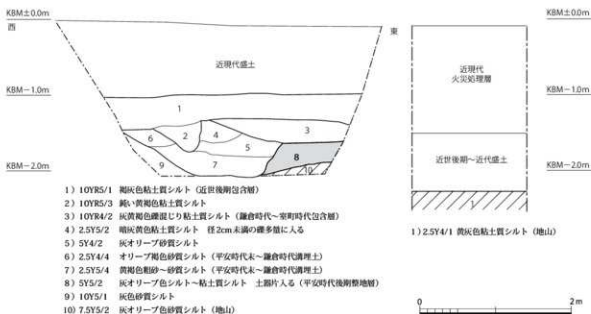 KBM±0.0m
KBM±0.0m
西
東
近現代盛土
近現代
火災処理層
KBM－1.0m
KBM－1.0m
1
2
3
4
5
6
7
8
9
10
近世後期～近代盛土
KBM－2.0m
KBM－2.0m
1
1）10YR5/1 褐灰色粘土質シルト（近世後期包含層）
2）10YR5/3 鈍い黄褐色粘土質シルト
3）10YR4/2 灰黄褐色礫混じり粘土質シルト（鎌倉時代～室町時代包含層）
4）2.5Y5/2 暗灰黄色粘土質シルト 径2cm未満の礫多量に入る
5）5Y4/2 灰オリーブ砂質シルト
6）2.5Y4/4 オリーブ褐色砂質シルト（平安時代末～鎌倉時代溝埋土）
7）2.5Y5/4 黄褐色粗砂～砂質シルト（平安時代末～鎌倉時代溝埋土）
8）5Y5/2 灰オリーブ色シルト～粘土質シルト 土器片入る（平安時代後期整地層）
9）10Y5/1 灰色砂質シルト
10）7.5Y5/2 灰オリーブ色砂質シルト（地山）
1）2.5Y4/1 黄灰色粘土質シルト（地山）
0
2m